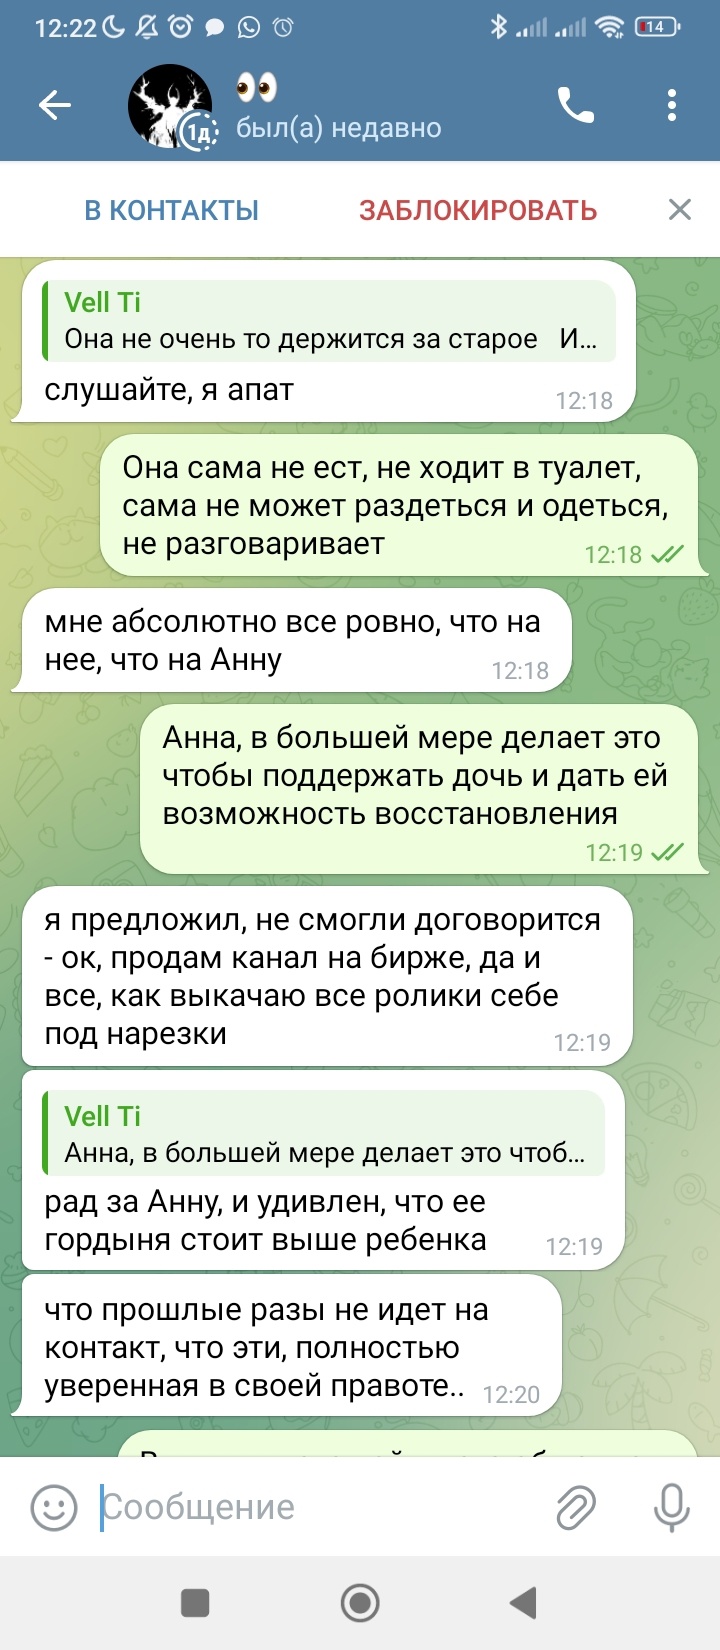 12:22
14
1д
был(а) недавно
В КОНТАКТЫ
ЗАБЛОКИРОВАТЬ
Vell Ti
Она не очень то держится за старое И...
слушайте, я апат
12:18
Она сама не ест, не ходит в туалет,
сама не может раздеться и одеться,
не разговаривает
12:18
мне абсолютно все ровно, что на
нее, что на Анну
12:18
Анна, в большей мере делает это
чтобы поддержать дочь и дать ей
возможность восстановления
12:19
я предложил, не смогли договорится
- ок, продам канал на бирже, да и
все, как выкачаю все ролики себе
под нарезки
12:19
Vell Ti
Анна, в большей мере делает это чтоб...
рад за Анну, и удивлен, что ее
гордыня стоит выше ребенка
12:19
что прошлые разы не идет на
контакт, что эти, полностью
уверенная в своей правоте..
12:20
Сообщение